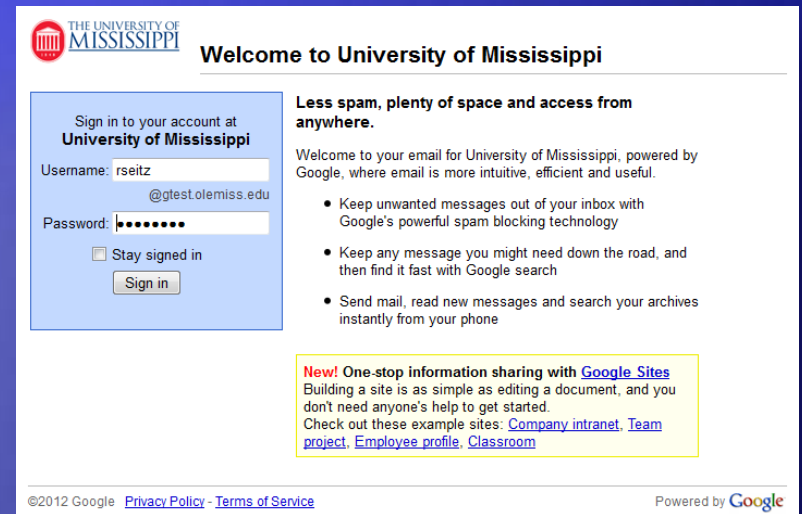 THE UNIVERSITY OF
MISSISSIPPI
Welcome to University of Mississippi
Sign in to your account at
University of Mississippi
Username: rseitz
@gtest.olemiss.edu
Password: ••••••••
Stay signed in
Sign in
Less spam, plenty of space and access from
anywhere.
Welcome to your email for University of Mississippi, powered by
Google, where email is more intuitive, efficient and useful.
• Keep unwanted messages out of your inbox with
Google's powerful spam blocking technology
• Keep any message you might need down the road, and
then find it fast with Google search
• Send mail, read new messages and search your archives
instantly from your phone
New! One-stop information sharing with Google Sites
Building a site is as simple as editing a document, and you
don't need anyone's help to get started.
Check out these example sites: Company intranet, Team
project, Employee profile, Classroom
©2012 Google Privacy Policy - Terms of Service
Powered by Google